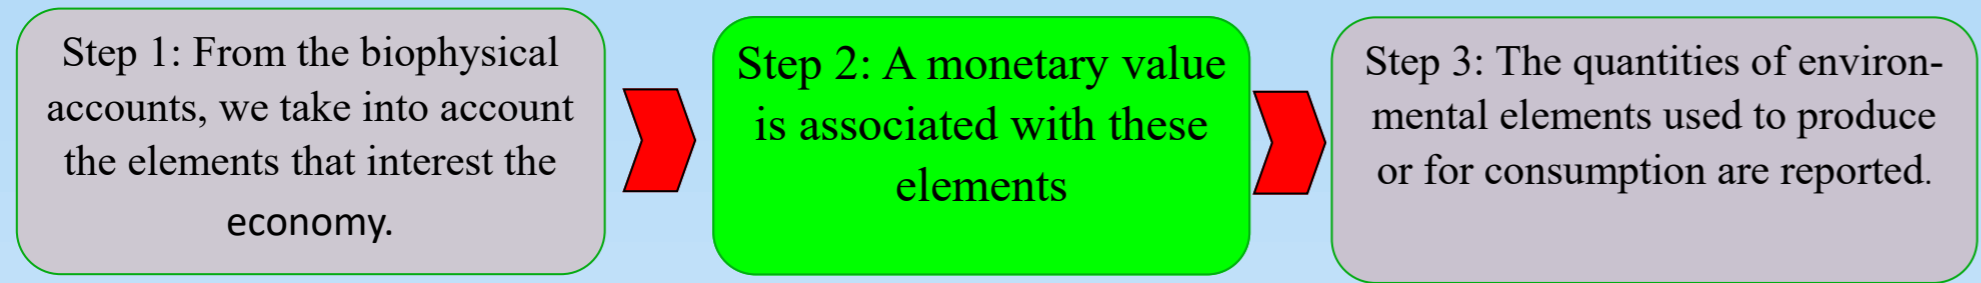 Step 1: From the biophysical
accounts, we take into account
the elements that interest the
economy.
Step 2: A monetary value
is associated with these
elements
Step 3: The quantities of environ-
mental elements used to produce
or for consumption are reported.